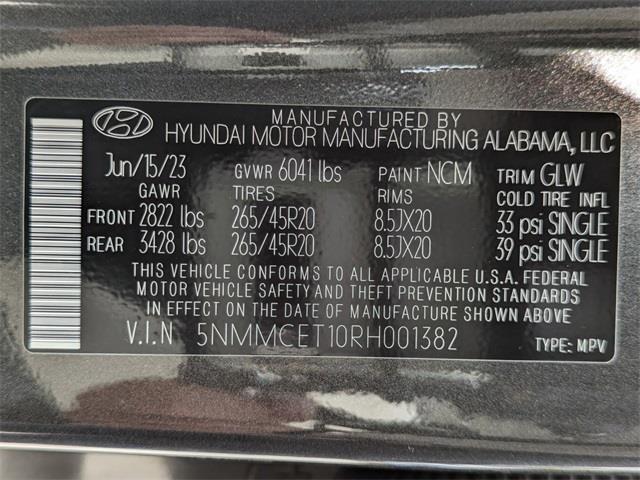 MANUFACTURED BY
HYUNDAI MOTOR MANUFACTURING ALABAMA, LLC
Jun/15/23 GVWR 6041 lbs PAINT NCM TRIM GLW
GAWR TIRES RIMS COLD TIRE INFL
FRONT 2822 lbs 265/45R20 8.5JX20 33 psi SINGLE
REAR 3428 lbs 265/45R20 8.5JX20 39 psi SINGLE
THIS VEHICLE CONFORMS TO ALL APPLICABLE U.S.A. FEDERAL
MOTOR VEHICLE SAFETY AND THEFT PREVENTION STANDARDS
IN EFFECT ON THE DATE OF MANUFACTURE SHOWN ABOVE.
V.I.N 5NMMCET10RH001382 TYPE: MPV